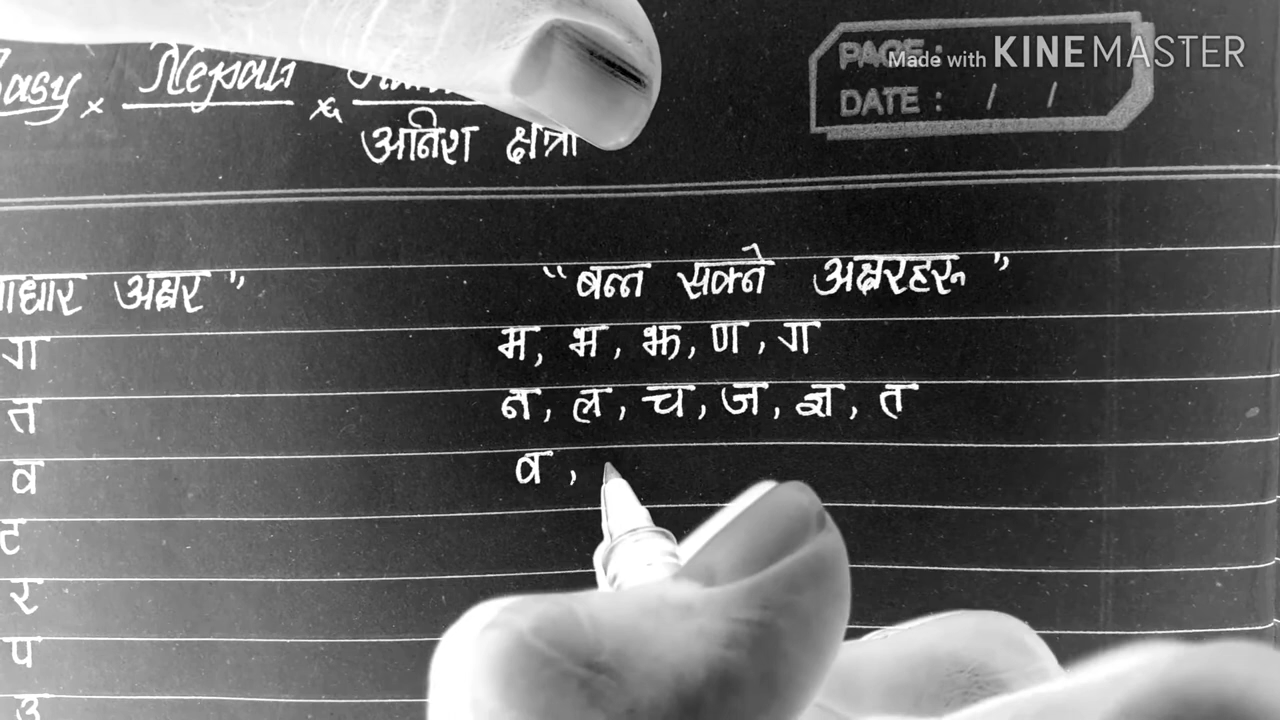 PAGE :
Made with KINEMASTER
DATE : / /
Easy × Nepali ×
अनिश क्षेत्री
आधार अक्षर " " बन्न सक्ने अक्षरहरू "
ग म, भ, झ, ण, ग
त न, ल, च, ज, ञ, त
व व ,
ट
र
प
उ